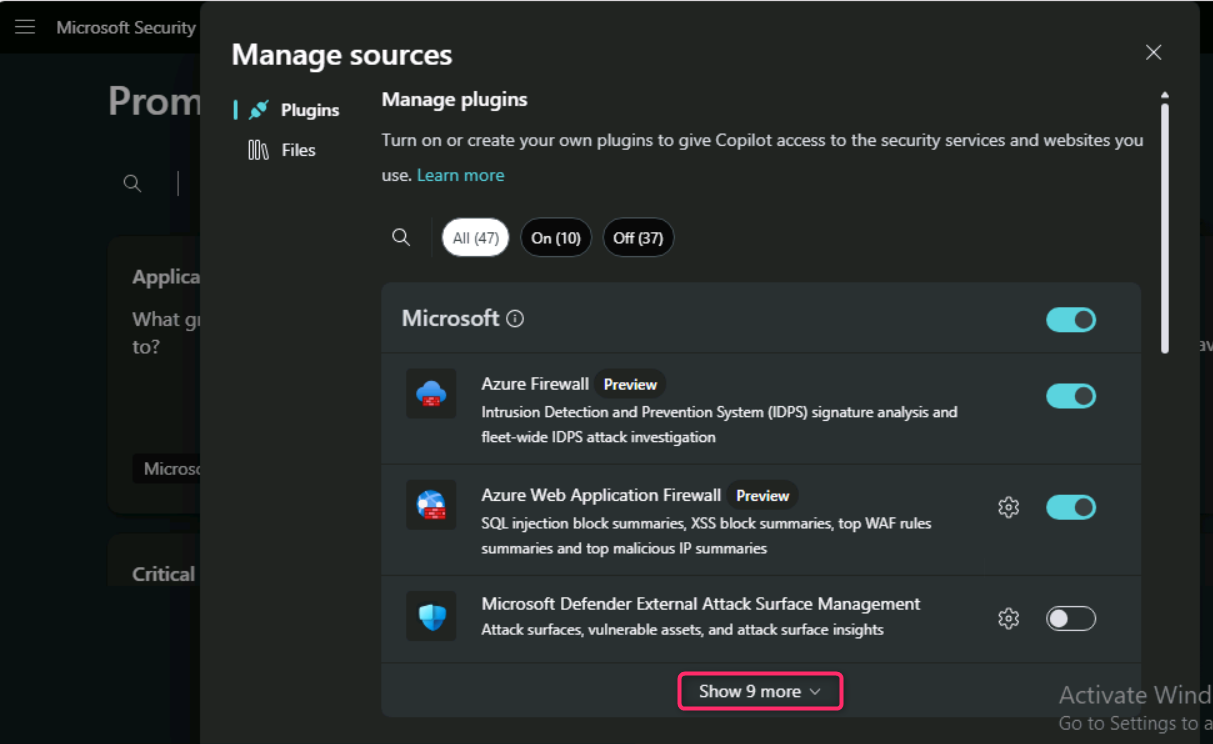 Microsoft Security
Manage sources
Plugins
Files
Manage plugins
Turn on or create your own plugins to give Copilot access to the security services and websites you
use. Learn more
All (47)
On (10)
Off (37)
Microsoft
Azure Firewall Preview
Intrusion Detection and Prevention System (IDPS) signature analysis and
fleet-wide IDPS attack investigation
Azure Web Application Firewall Preview
SQL injection block summaries, XSS block summaries, top WAF rules
summaries and top malicious IP summaries
Microsoft Defender External Attack Surface Management
Attack surfaces, vulnerable assets, and attack surface insights
Show 9 more
Prom
Applica
What gr
to?
Microso
Critical
av
Activate Wind
Go to Settings to a